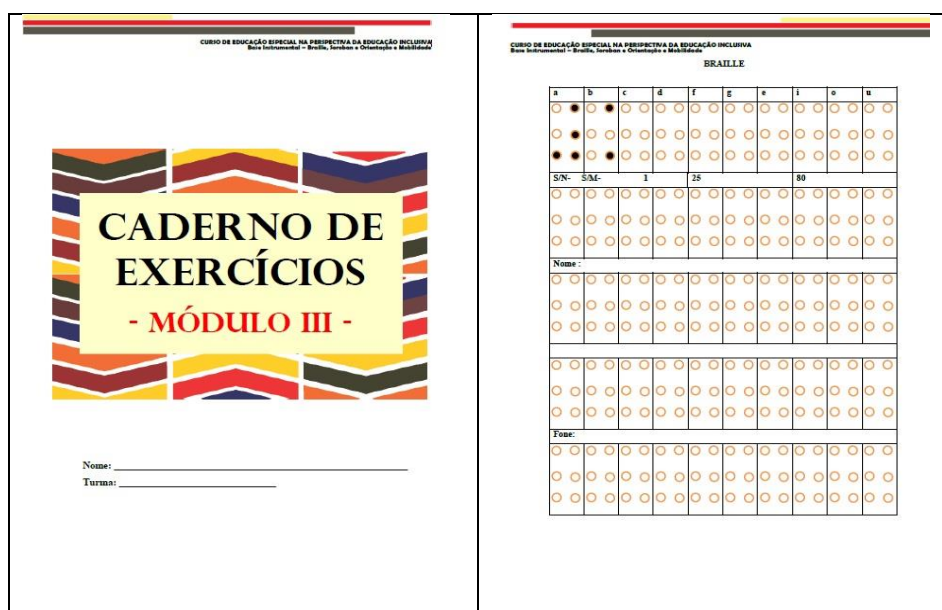 CURSO DE EDUCAÇÃO ESPECIAL NA PERSPECTIVA DA EDUCAÇÃO INCLUSIVA
Base Instrumental – Braille, Soroban e Orientação e Mobilidade
CADERNO DE
EXERCÍCIOS
- MÓDULO III -
Nome:
Turma:
CURSO DE EDUCAÇÃO ESPECIAL NA PERSPECTIVA DA EDUCAÇÃO INCLUSIVA
Base Instrumental – Braille, Soroban e Orientação e Mobilidade
BRAILLE
a b c d f g e i o u
S/N- S/M- 1 25 80
Nome :
Fone: